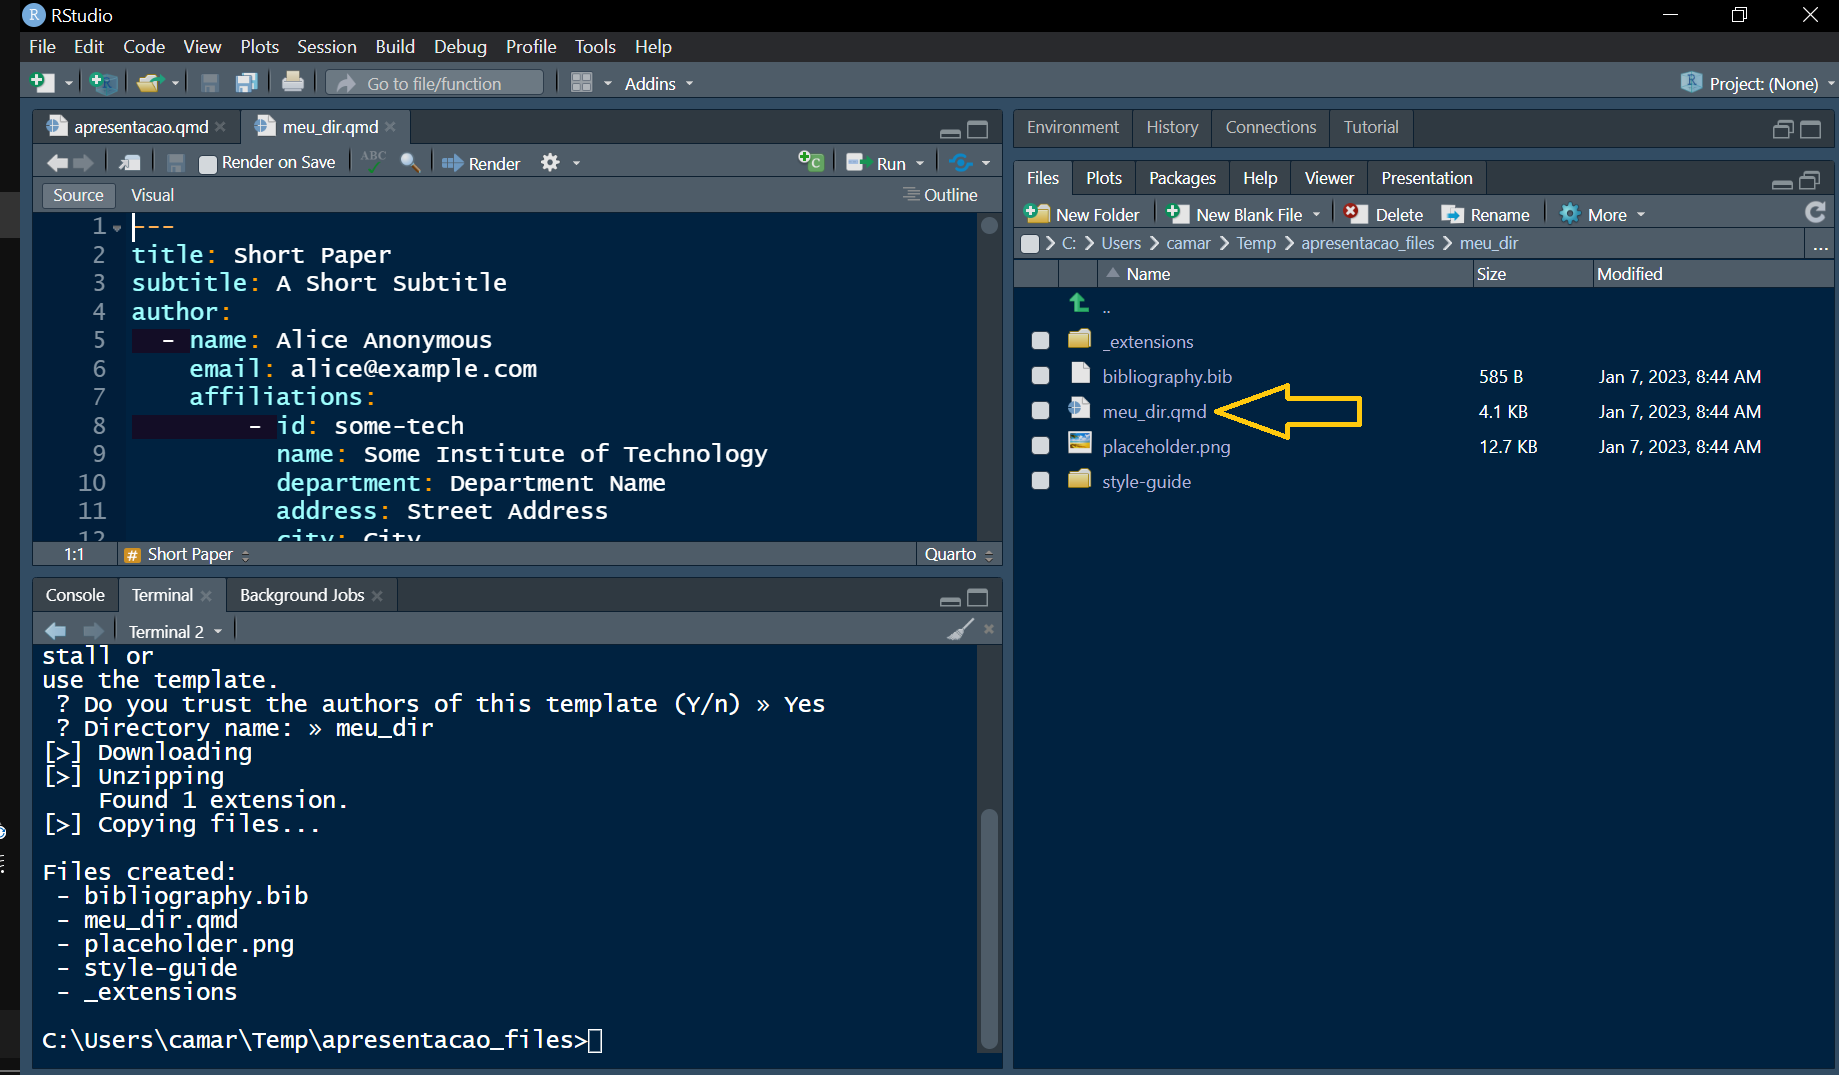 RStudio
File Edit Code View Plots Session Build Debug Profile Tools Help
Go to file/function Addins Project: (None)
apresentacao.qmd meu_dir.qmd
Render on Save ABC Render Run
Source Visual Outline
1 ---
2 title: Short Paper
3 subtitle: A Short Subtitle
4 author:
5   - name: Alice Anonymous
6     email: alice@example.com
7     affiliations:
8         - id: some-tech
9           name: Some Institute of Technology
10           department: Department Name
11           address: Street Address
12           city: City
1:1 # Short Paper Quarto
Console Terminal Background Jobs
Terminal 2
stall or
use the template.
? Do you trust the authors of this template (Y/n) » Yes
? Directory name: » meu_dir
[>] Downloading
[>] Unzipping
Found 1 extension.
[>] Copying files...
Files created:
- bibliography.bib
- meu_dir.qmd
- placeholder.png
- style-guide
- _extensions
C:\Users\camar\Temp\apresentacao_files>
Environment History Connections Tutorial
Files Plots Packages Help Viewer Presentation
New Folder New Blank File Delete Rename More
C: Users camar Temp apresentacao_files meu_dir ...
Name Size Modified
..
_extensions
bibliography.bib 585 B Jan 7, 2023, 8:44 AM
meu_dir.qmd 4.1 KB Jan 7, 2023, 8:44 AM
placeholder.png 12.7 KB Jan 7, 2023, 8:44 AM
style-guide